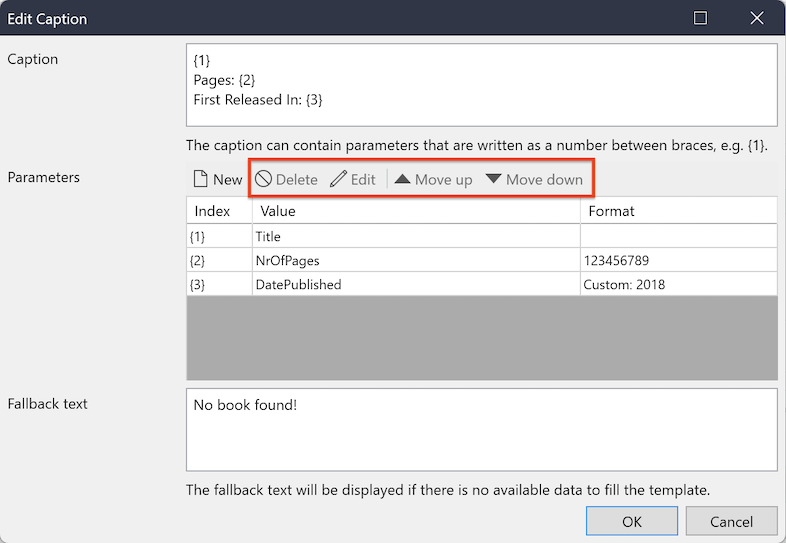 Edit Caption
Caption
{1}
Pages: {2}
First Released In: {3}
The caption can contain parameters that are written as a number between braces, e.g. {1}.
Parameters
New Delete Edit Move up Move down
Index Value Format
{1} Title
{2} NrOfPages 123456789
{3} DatePublished Custom: 2018
Fallback text
No book found!
The fallback text will be displayed if there is no available data to fill the template.
OK Cancel